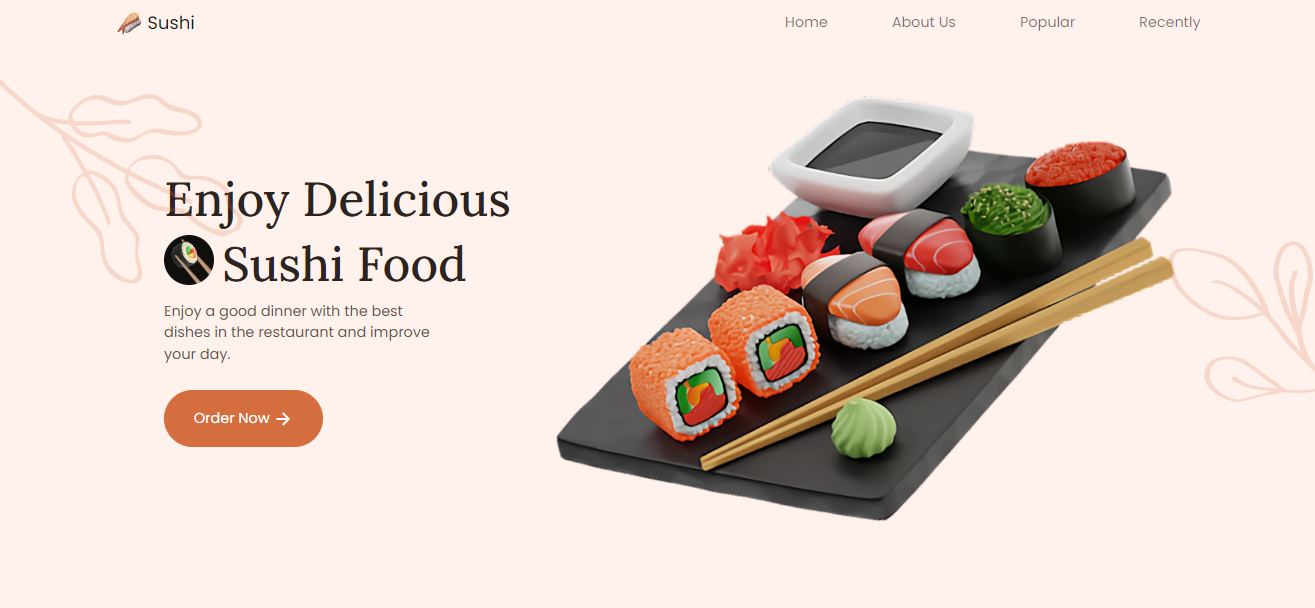 Sushi
Home
About Us
Popular
Recently
Enjoy Delicious
Sushi Food
Enjoy a good dinner with the best
dishes in the restaurant and improve
your day.
Order Now →